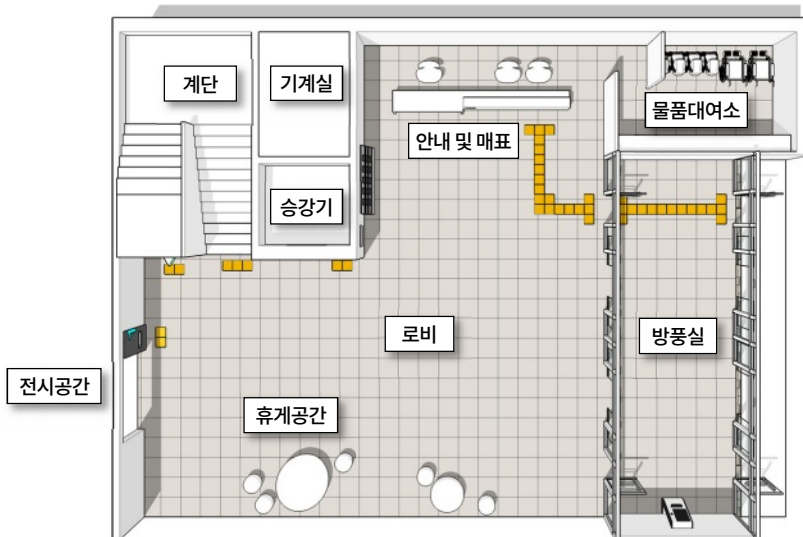 계단
기계실
물품대여소
안내 및 매표
승강기
로비
방풍실
전시공간
휴게공간